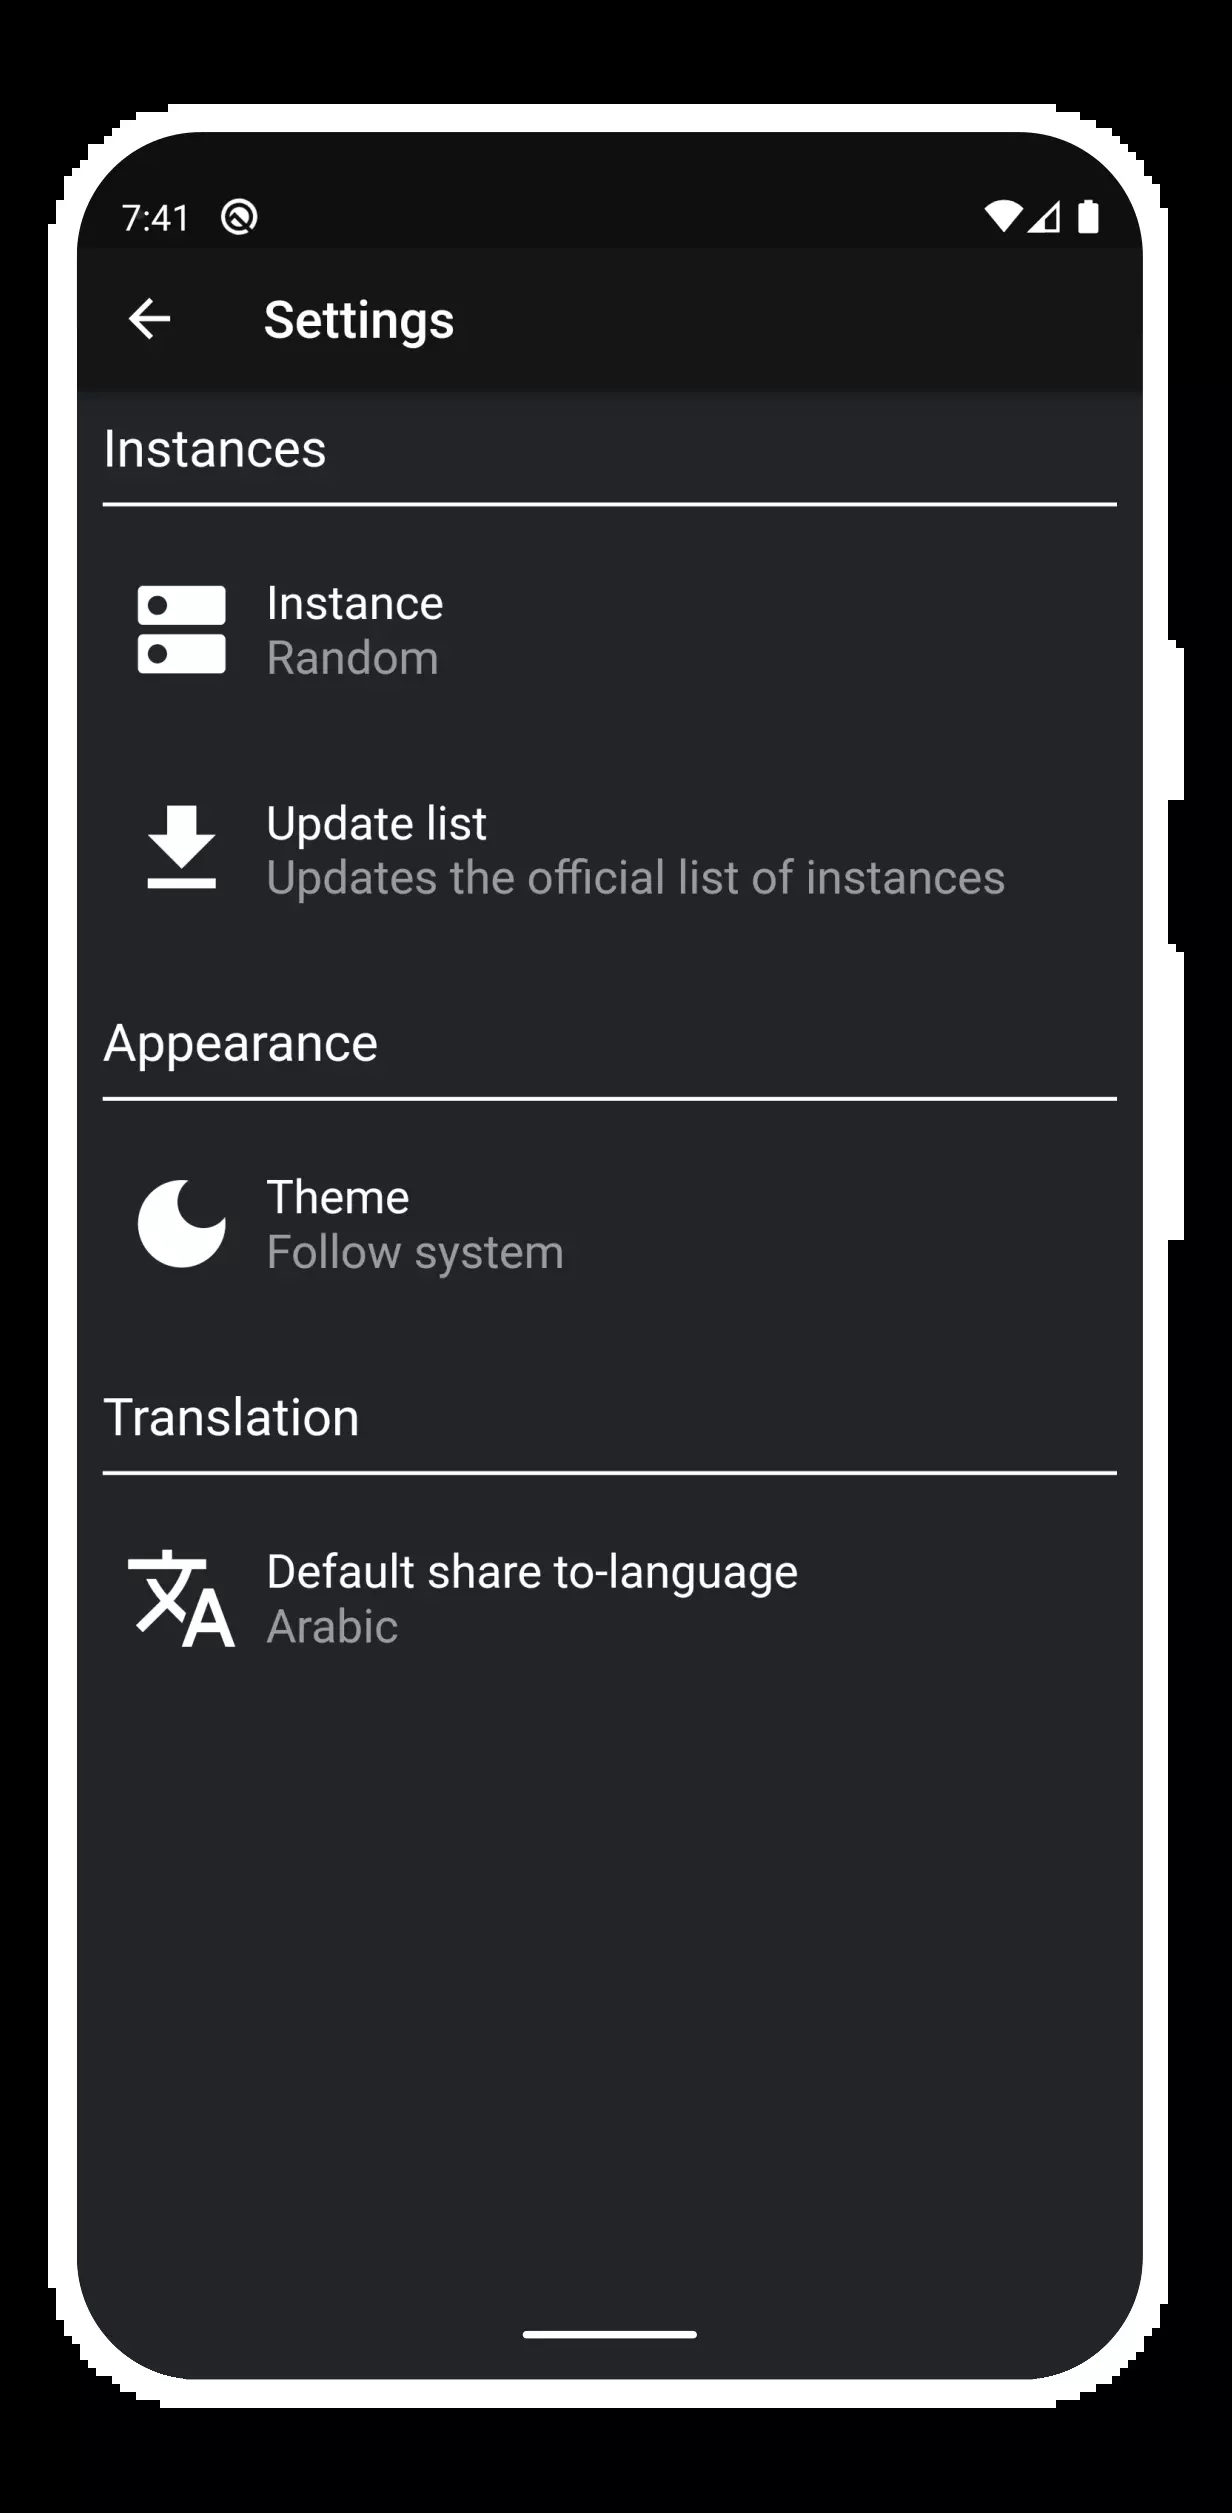 7:41
Settings
Instances
Instance
Random
Update list
Updates the official list of instances
Appearance
Theme
Follow system
Translation
Default share to-language
Arabic